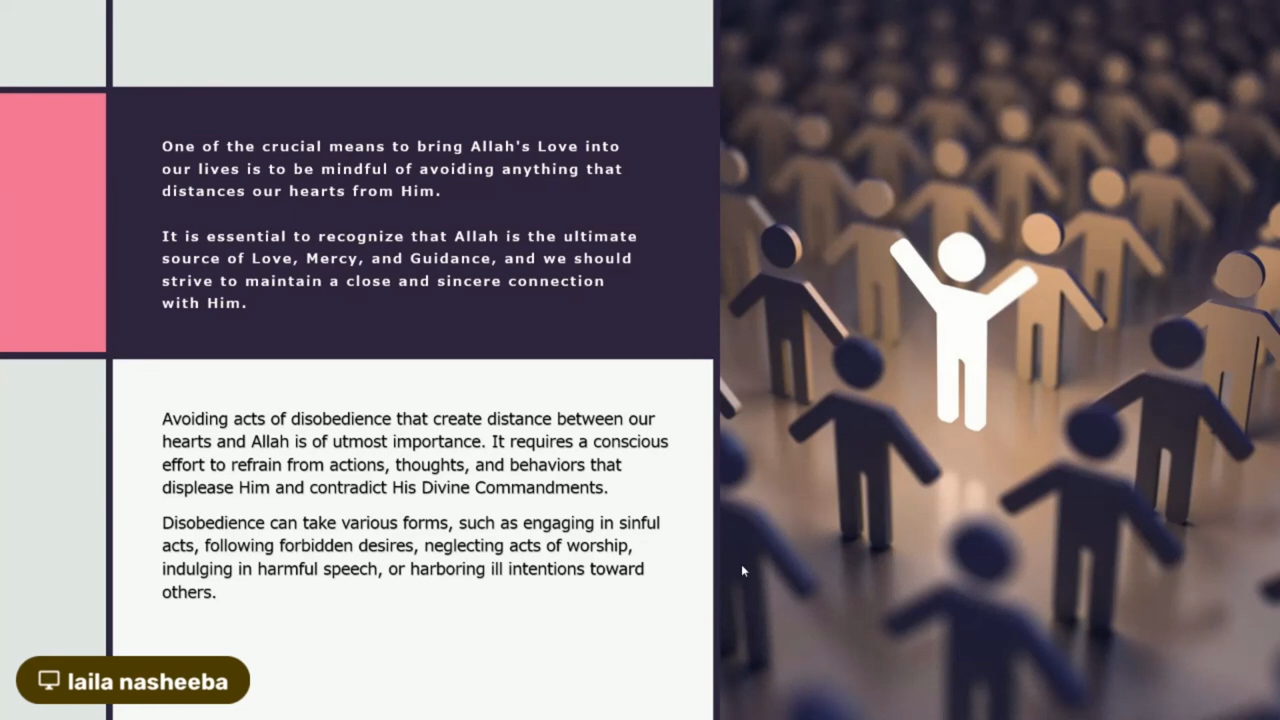 One of the crucial means to bring Allah's Love into
our lives is to be mindful of avoiding anything that
distances our hearts from Him.
It is essential to recognize that Allah is the ultimate
source of Love, Mercy, and Guidance, and we should
strive to maintain a close and sincere connection
with Him.
Avoiding acts of disobedience that create distance between our
hearts and Allah is of utmost importance. It requires a conscious
effort to refrain from actions, thoughts, and behaviors that
displease Him and contradict His Divine Commandments.
Disobedience can take various forms, such as engaging in sinful
acts, following forbidden desires, neglecting acts of worship,
indulging in harmful speech, or harboring ill intentions toward
others.
laila nasheeba